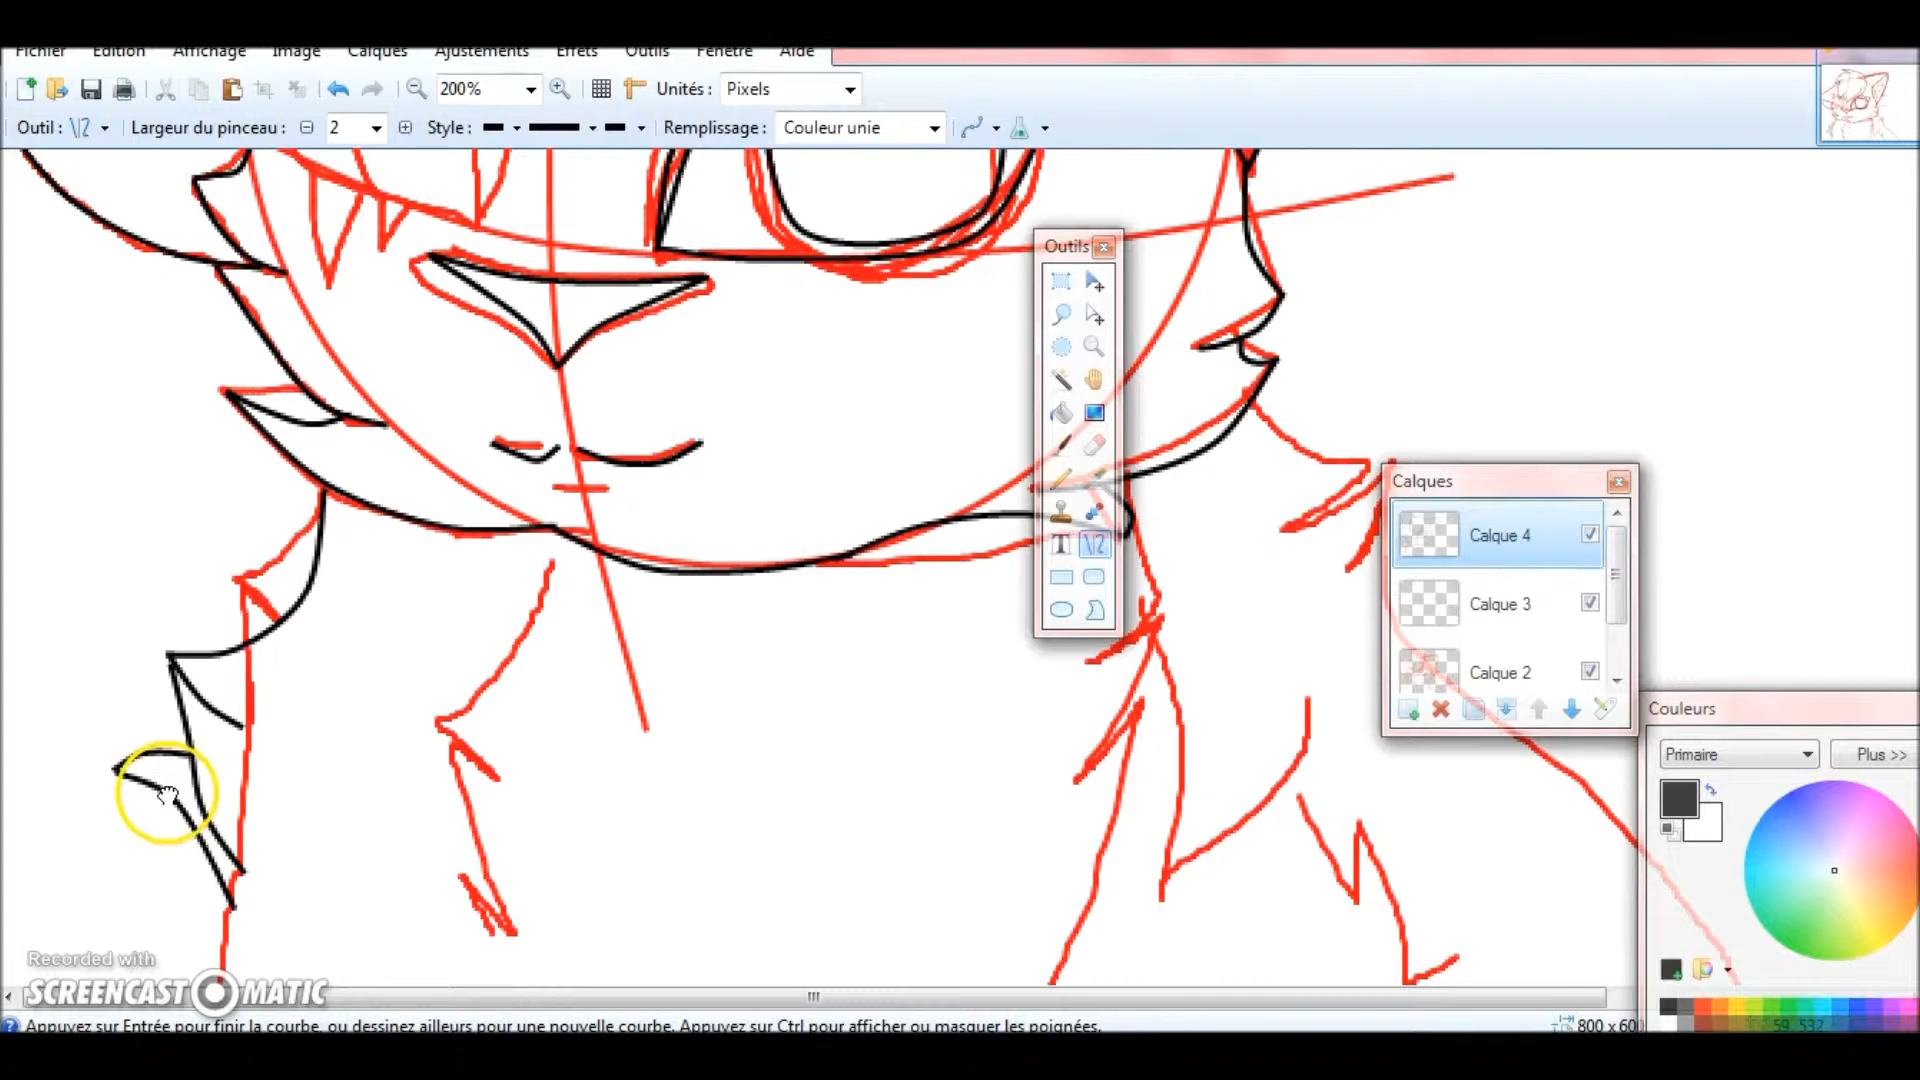 Fichier Edition Affichage Image Calques Ajustements Effets Outils Fenêtre Aide
200% Unités : Pixels
Outil : Largeur du pinceau : 2 Style : Remplissage : Couleur unie
Outils
Calques
Calque 4
Calque 3
Calque 2
Couleurs
Primaire Plus >>
Recorded with
SCREENCAST-O-MATIC
Appuyez sur Entrée pour finir la courbe, ou dessinez ailleurs pour une nouvelle courbe. Appuyez sur Ctrl pour afficher ou masquer les poignées.
800 x 600
59, 532